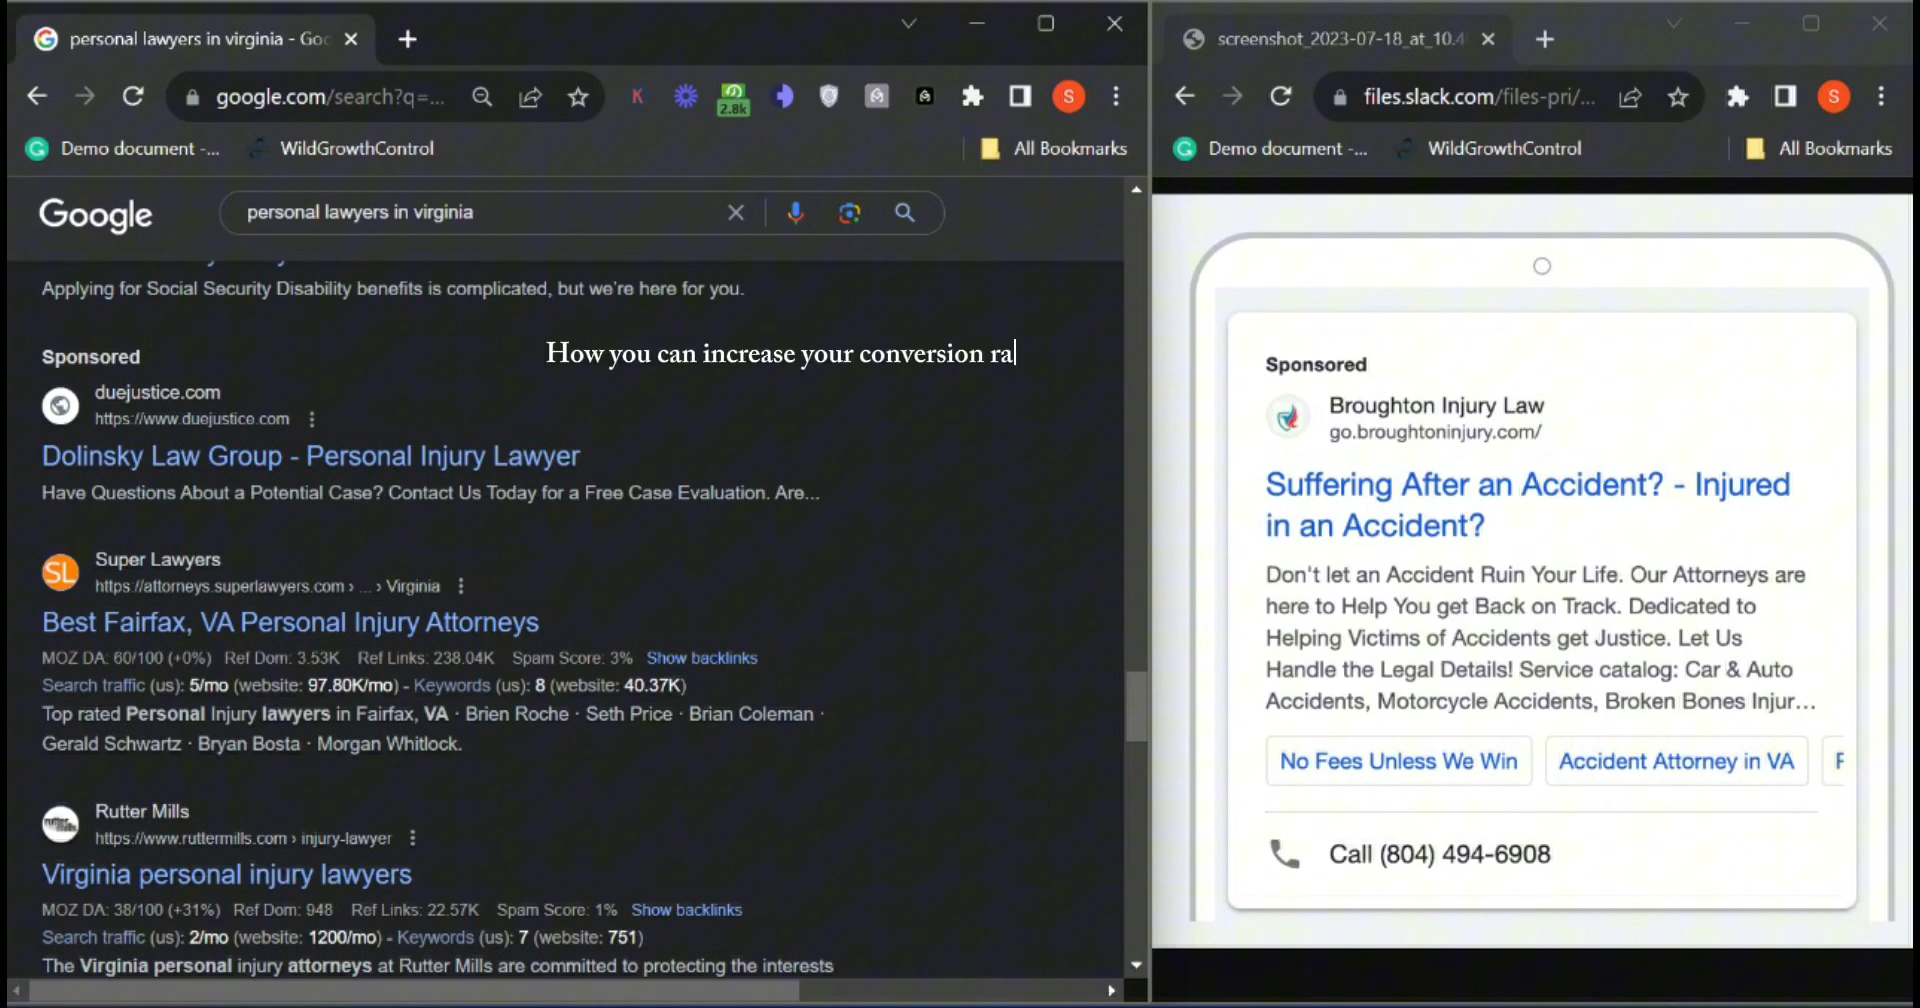 personal lawyers in virginia - Goo
google.com/search?q=...
2.8k
S
Demo document -...
WildGrowthControl
All Bookmarks
Google
personal lawyers in virginia
Applying for Social Security Disability benefits is complicated, but we're here for you.
How you can increase your conversion ra
Sponsored
duejustice.com
https://www.duejustice.com
Dolinsky Law Group - Personal Injury Lawyer
Have Questions About a Potential Case? Contact Us Today for a Free Case Evaluation. Are...
SL
Super Lawyers
https://attorneys.superlawyers.com › ... › Virginia
Best Fairfax, VA Personal Injury Attorneys
MOZ DA: 60/100 (+0%) Ref Dom: 3.53K Ref Links: 238.04K Spam Score: 3% Show backlinks
Search traffic (us): 5/mo (website: 97.80K/mo) - Keywords (us): 8 (website: 40.37K)
Top rated Personal Injury lawyers in Fairfax, VA · Brien Roche · Seth Price · Brian Coleman ·
Gerald Schwartz · Bryan Bosta · Morgan Whitlock.
Rutter Mills
https://www.ruttermills.com › injury-lawyer
Virginia personal injury lawyers
MOZ DA: 38/100 (+31%) Ref Dom: 948 Ref Links: 22.57K Spam Score: 1% Show backlinks
Search traffic (us): 2/mo (website: 1200/mo) - Keywords (us): 7 (website: 751)
The Virginia personal injury attorneys at Rutter Mills are committed to protecting the interests
screenshot_2023-07-18_at_10.4
files.slack.com/files-pri/...
S
Demo document -...
WildGrowthControl
All Bookmarks
Sponsored
Broughton Injury Law
go.broughtoninjury.com/
Suffering After an Accident? - Injured
in an Accident?
Don't let an Accident Ruin Your Life. Our Attorneys are
here to Help You get Back on Track. Dedicated to
Helping Victims of Accidents get Justice. Let Us
Handle the Legal Details! Service catalog: Car & Auto
Accidents, Motorcycle Accidents, Broken Bones Injur...
No Fees Unless We Win
Accident Attorney in VA
Call (804) 494-6908